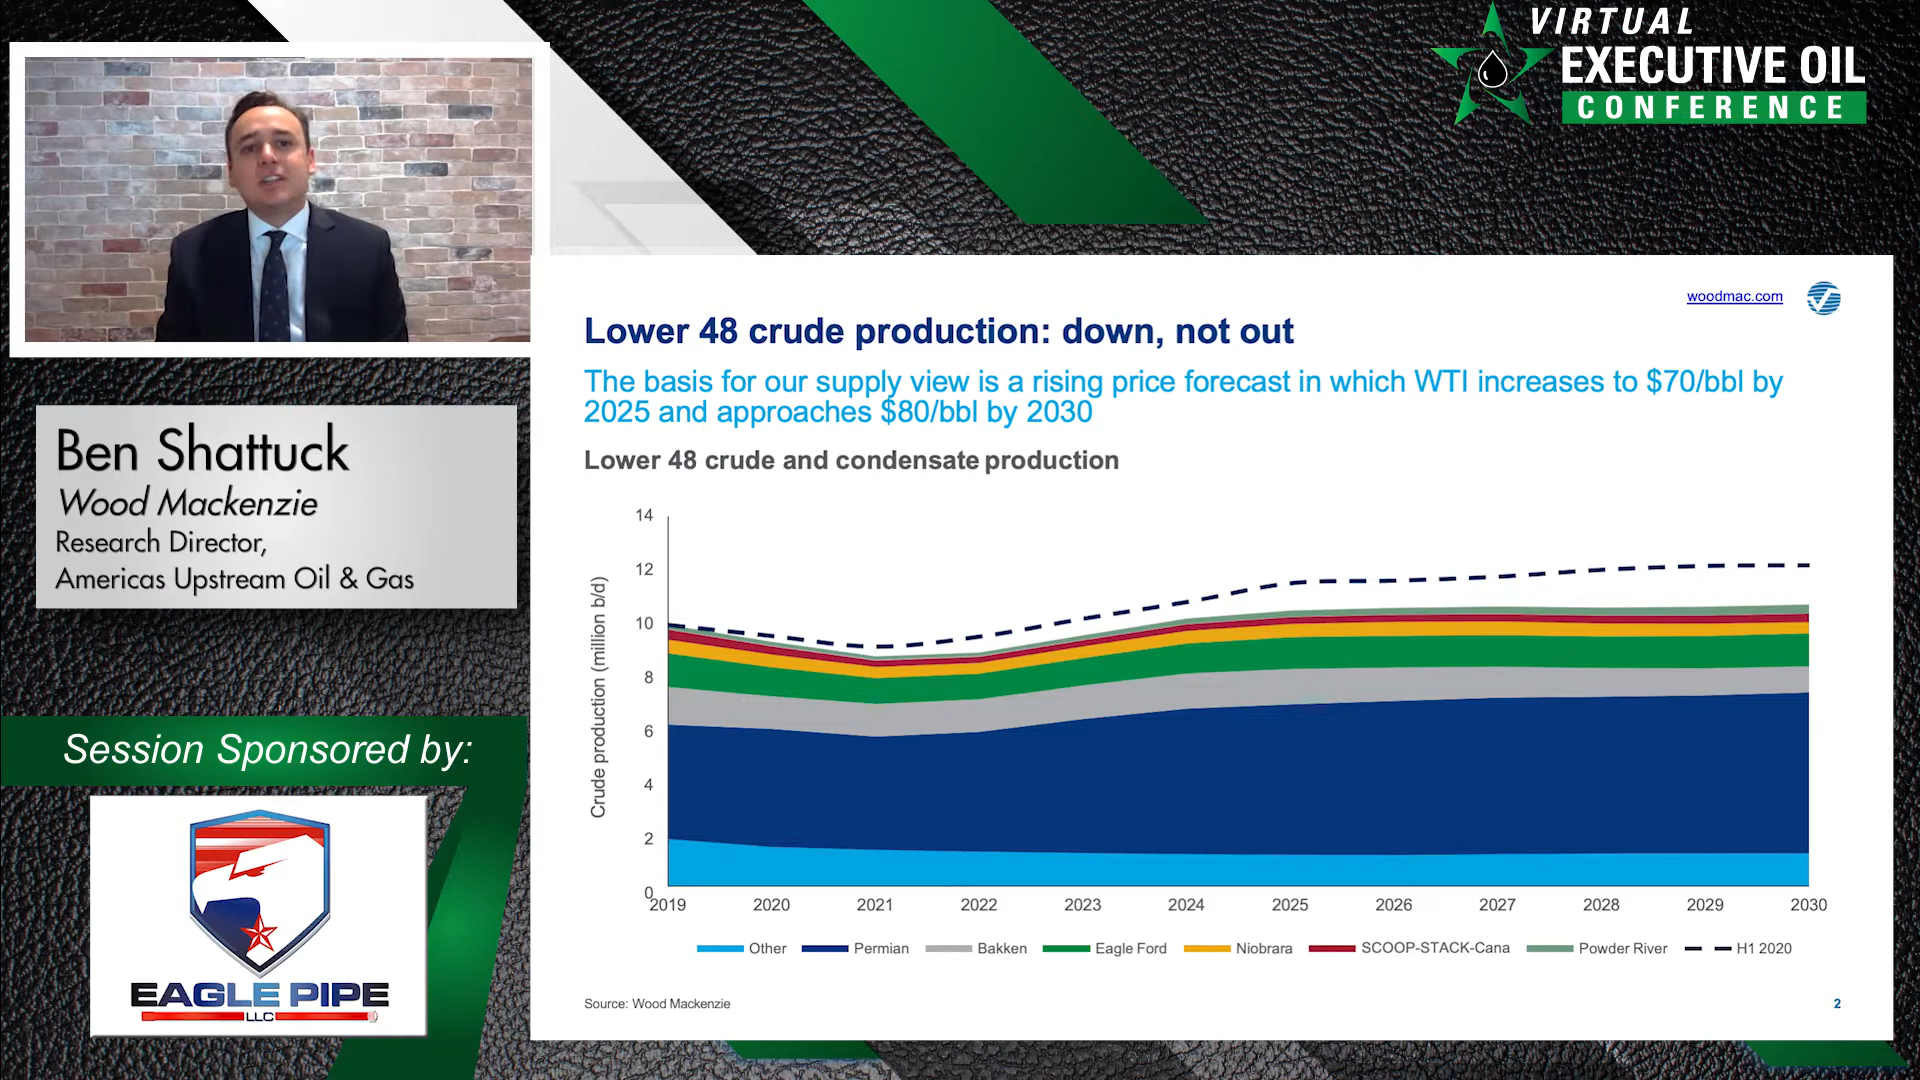 VIRTUAL
EXECUTIVE OIL
CONFERENCE
Ben Shattuck
Wood Mackenzie
Research Director,
Americas Upstream Oil & Gas
Session Sponsored by:
EAGLE PIPE
LLC
woodmac.com
Lower 48 crude production: down, not out
The basis for our supply view is a rising price forecast in which WTI increases to $70/bbl by
2025 and approaches $80/bbl by 2030
Lower 48 crude and condensate production
Crude production (million b/d)
14
12
10
8
6
4
2
0
2019 2020 2021 2022 2023 2024 2025 2026 2027 2028 2029 2030
Other Permian Bakken Eagle Ford Niobrara SCOOP-STACK-Cana Powder River H1 2020
Source: Wood Mackenzie
2